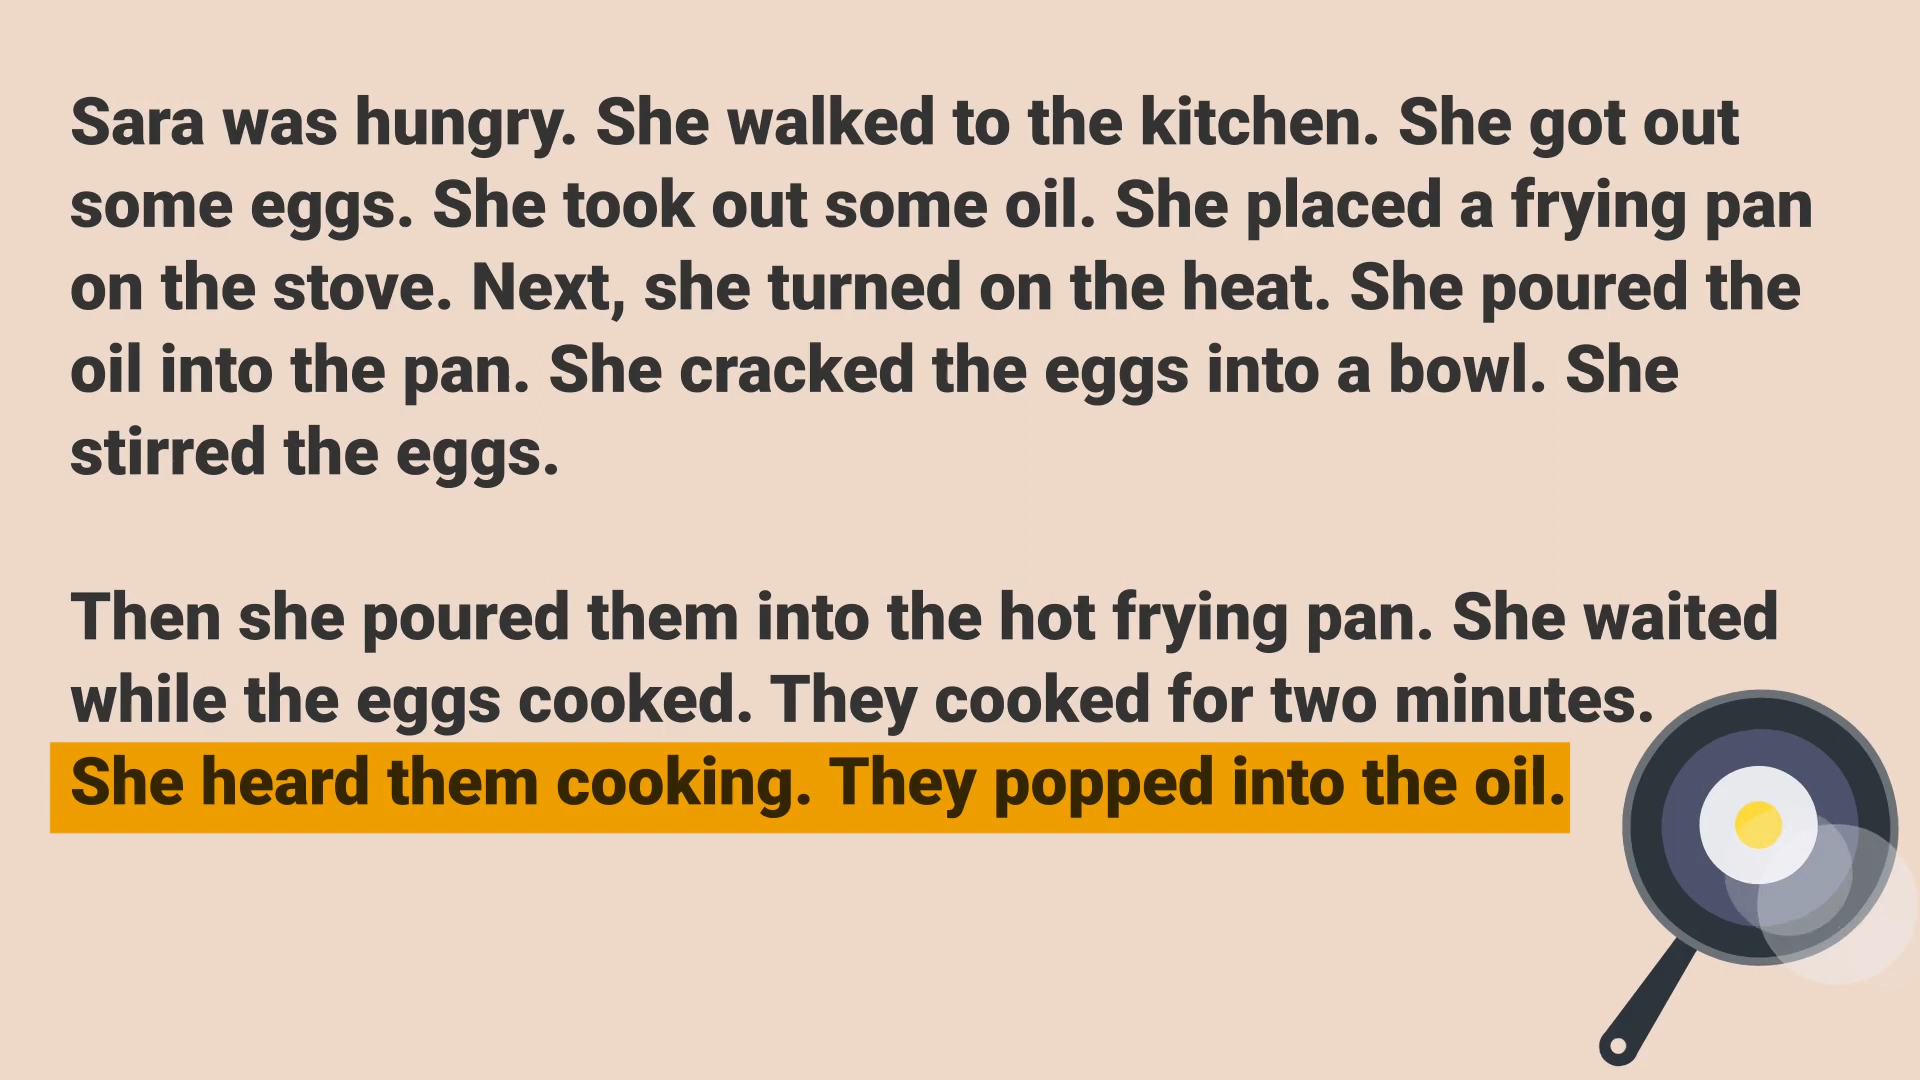 Sara was hungry. She walked to the kitchen. She got out
some eggs. She took out some oil. She placed a frying pan
on the stove. Next, she turned on the heat. She poured the
oil into the pan. She cracked the eggs into a bowl. She
stirred the eggs.
Then she poured them into the hot frying pan. She waited
while the eggs cooked. They cooked for two minutes.
She heard them cooking. They popped into the oil.